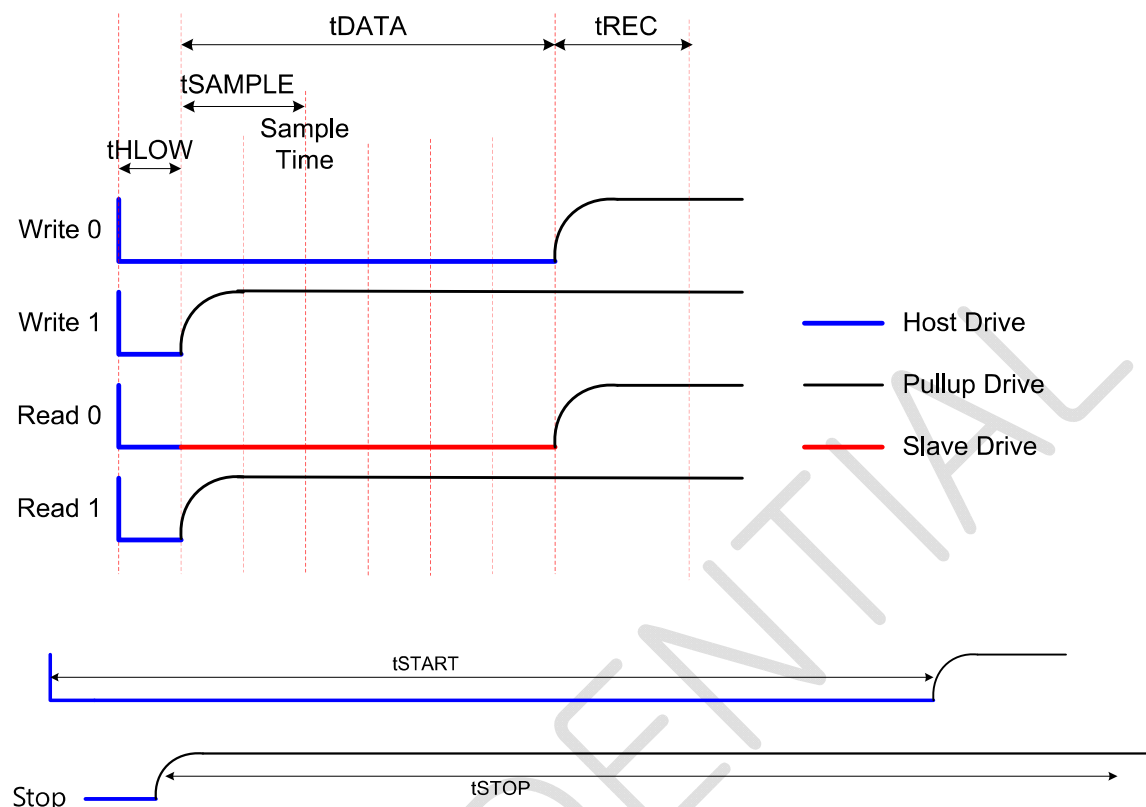 tDATA
tREC
tSAMPLE
Sample
Time
tHLOW
Write 0
Write 1
Host Drive
Pullup Drive
Read 0
Slave Drive
Read 1
tSTART
tSTOP
Stop
DENTIAL